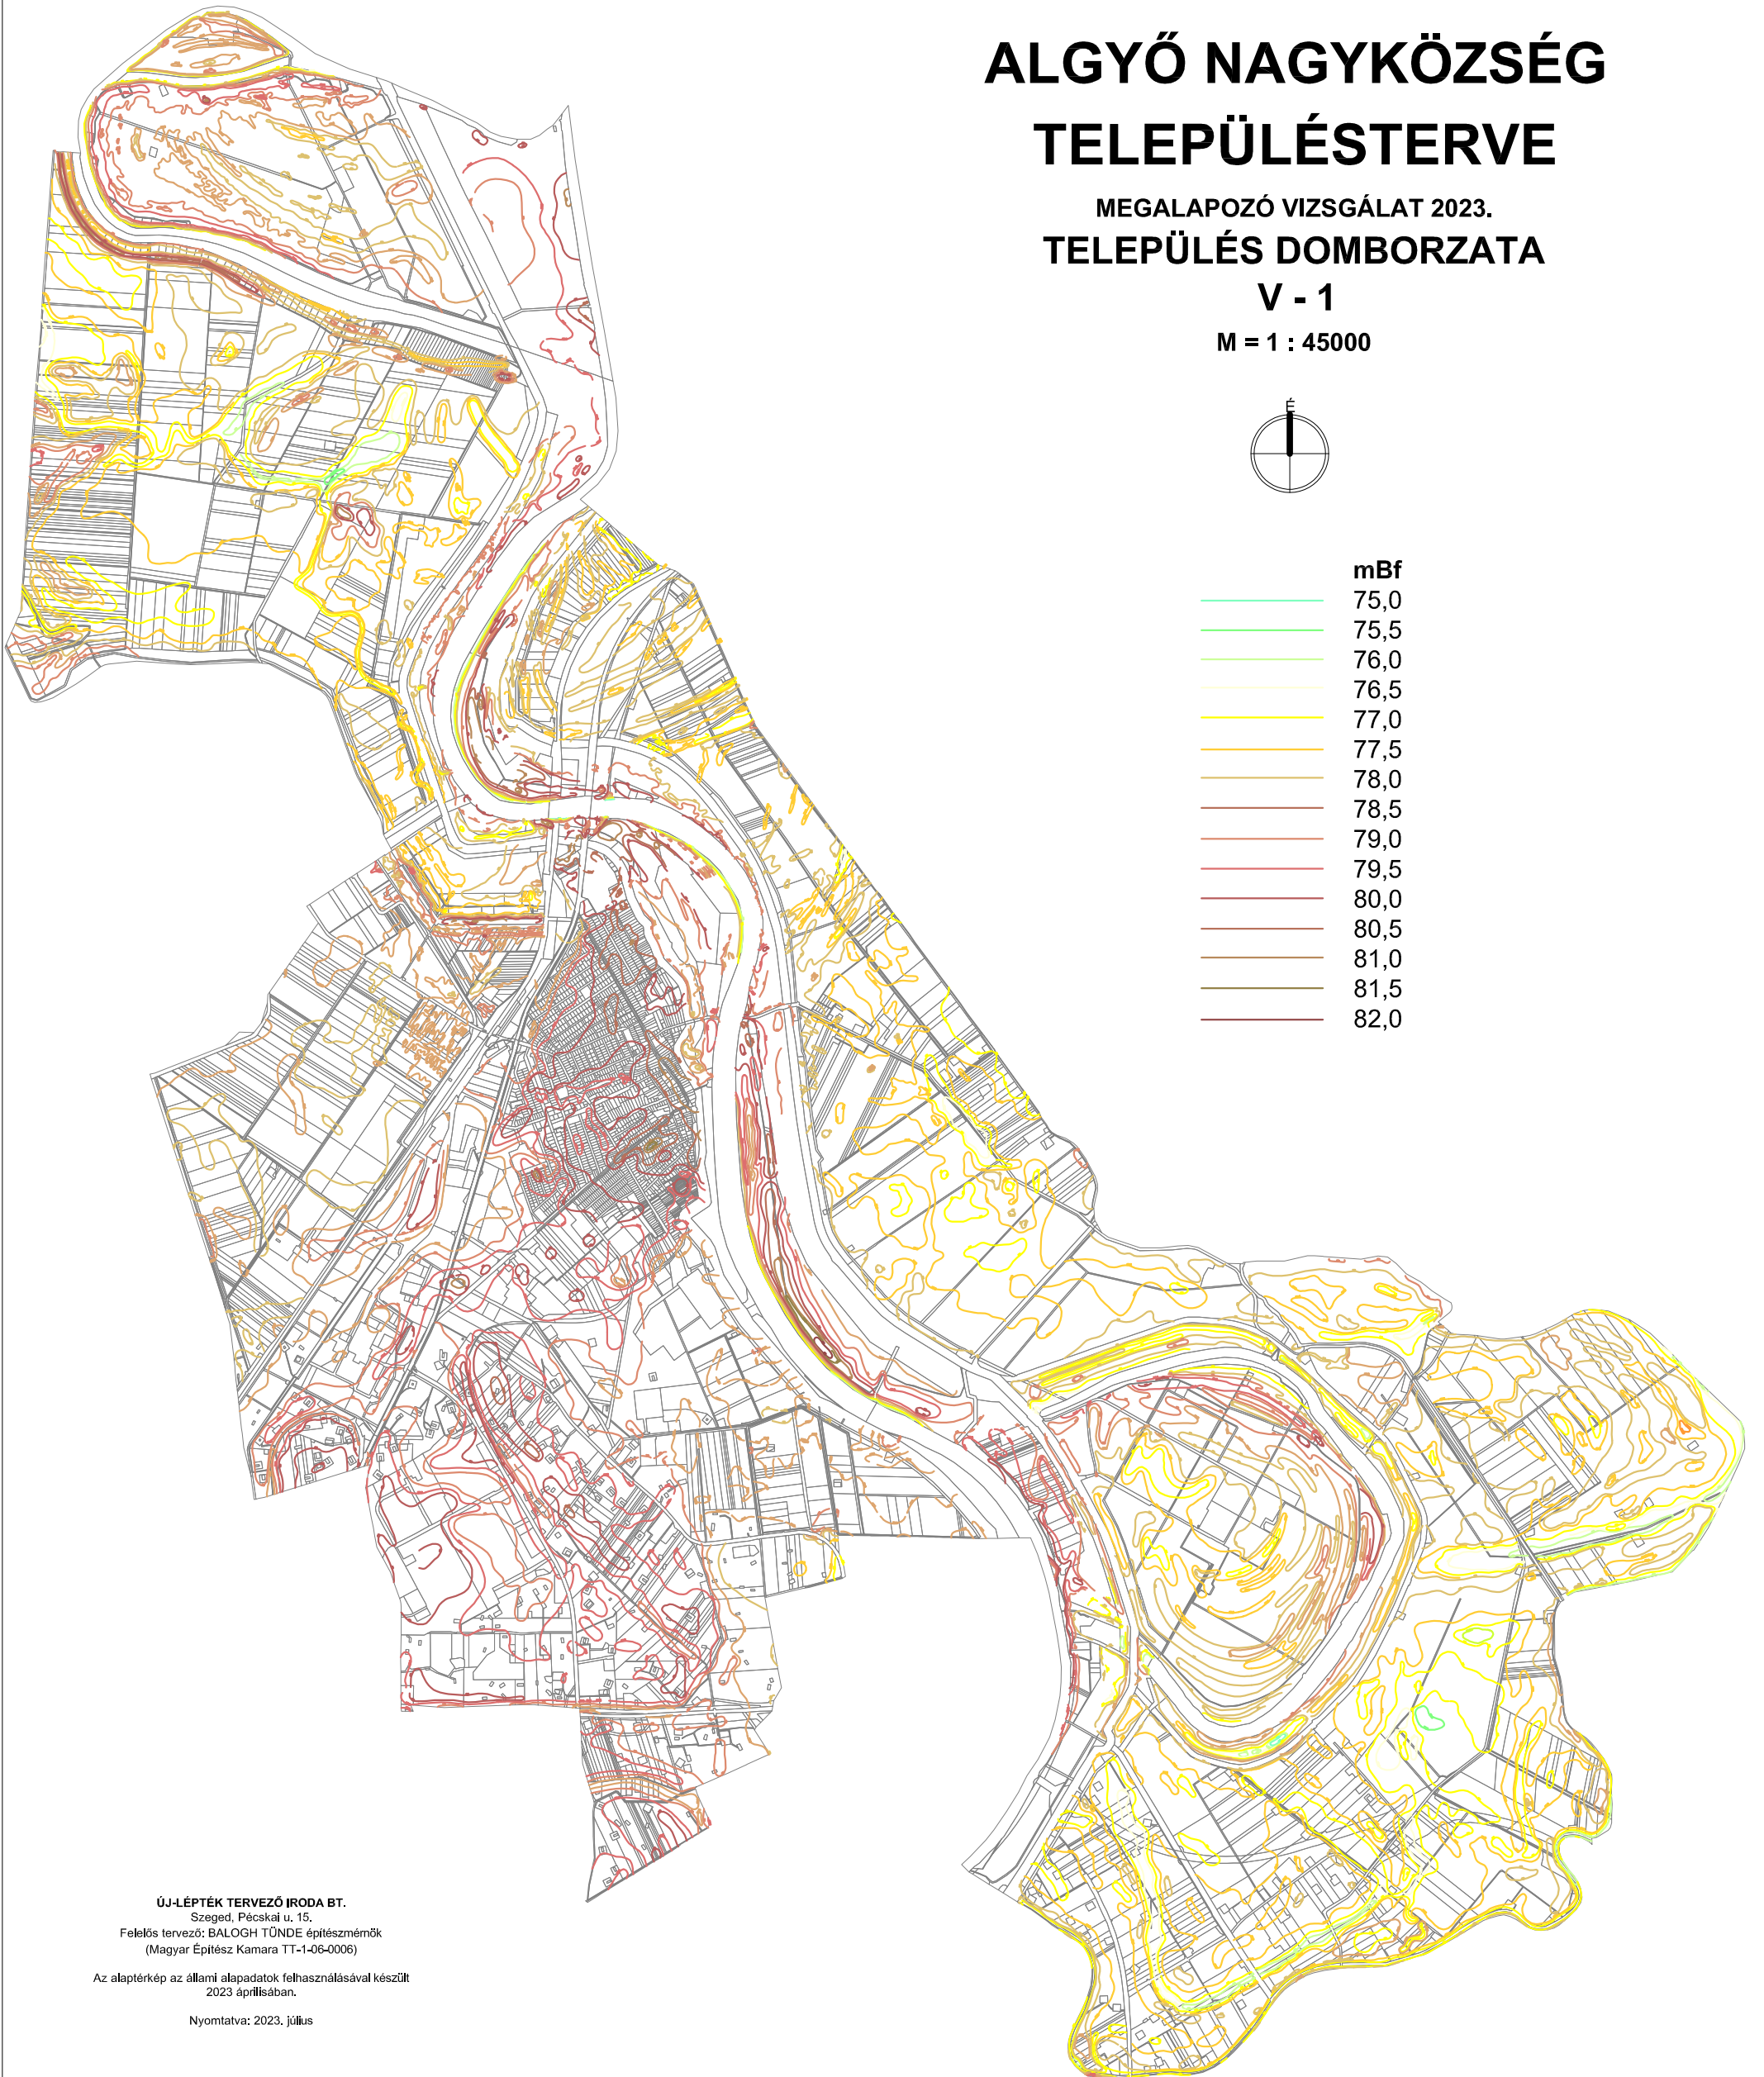 ALGYŐ NAGYKÖZSÉG
TELEPÜLÉSTERVE
MEGALAPOZÓ VIZSGÁLAT 2023.
TELEPÜLÉS DOMBORZATA
V - 1
M = 1 : 45000
É
mBf
75,0
75,5
76,0
76,5
77,0
77,5
78,0
78,5
79,0
79,5
80,0
80,5
81,0
81,5
82,0
ÚJ-LÉPTÉK TERVEZŐ IRODA BT.
Szeged, Pécskai u. 15.
Felelős tervező: BALOGH TÜNDE építészmérnök
(Magyar Építész Kamara TT-1-06-0006)
Az alaptérkép az állami alapadatok felhasználásával készült
2023 áprilisában.
Nyomtatva: 2023. július